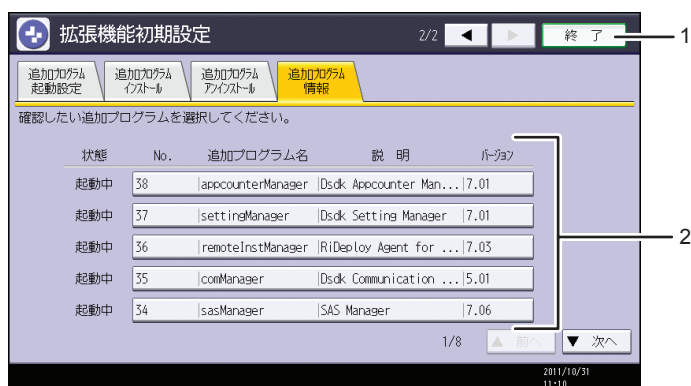 拡張機能初期設定 2/2 ◀ ▶ 終 了 1
追加プログラム 起動設定
追加プログラム インストール
追加プログラム アンインストール
追加プログラム 情報
確認したい追加プログラムを選択してください。
状態 No. 追加プログラム名 説 明 バージョン
起動中 38 |appcounterManager |Dsdk Appcounter Man...|7.01
起動中 37 |settingManager |Dsdk Setting Manager |7.01
2
起動中 36 |remoteInstManager |RiDeploy Agent for ...|7.03
起動中 35 |comManager |Dsdk Communication ...|5.01
起動中 34 |sasManager |SAS Manager |7.06
1/8 ▲ 前へ ▼ 次へ
2011/10/31
11:10